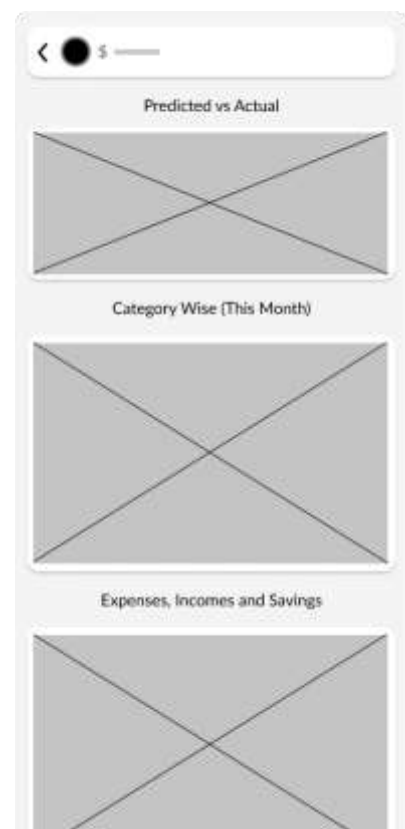 $
Predicted vs Actual
Category Wise (This Month)
Expenses, Incomes and Savings